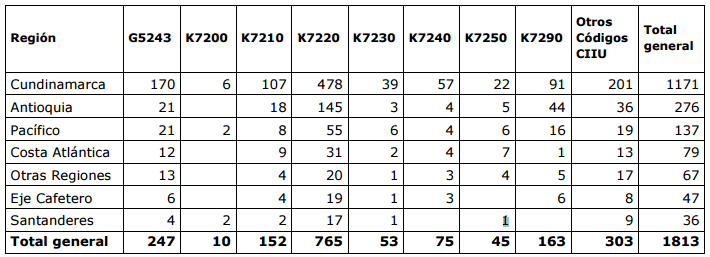 Región G5243 K7200 K7210 K7220 K7230 K7240 K7250 K7290 Otros Códigos CIIU Total general
Cundinamarca 170 6 107 478 39 57 22 91 201 1171
Antioquia 21 18 145 3 4 5 44 36 276
Pacífico 21 2 8 55 6 4 6 16 19 137
Costa Atlántica 12 9 31 2 4 7 1 13 79
Otras Regiones 13 4 20 1 3 4 5 17 67
Eje Cafetero 6 4 19 1 3 6 8 47
Santanderes 4 2 2 17 1 1 9 36
Total general 247 10 152 765 53 75 45 163 303 1813